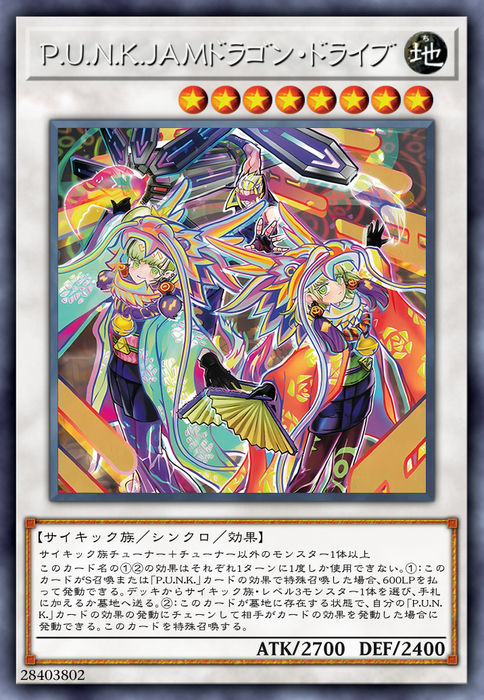 P.U.N.K.JAMドラゴン・ドライブ
ち
地
【サイキック族／シンクロ／効果】
サイキック族チューナー＋チューナー以外のモンスター1体以上
このカード名の①②の効果はそれぞれ1ターンに1度しか使用できない。①：こ
のカードがS召喚または「P.U.N.K.」カードの効果で特殊召喚した場合、600LPを払
って発動できる。デッキからサイキック族・レベル3モンスター1体を選び、手札
に加えるか墓地へ送る。②：このカードが墓地に存在する状態で、自分の「P.U.N.
K.」カードの効果の発動にチェーンして相手がカードの効果を発動した場合に
発動できる。このカードを特殊召喚する。
ATK/2700 DEF/2400
28403802